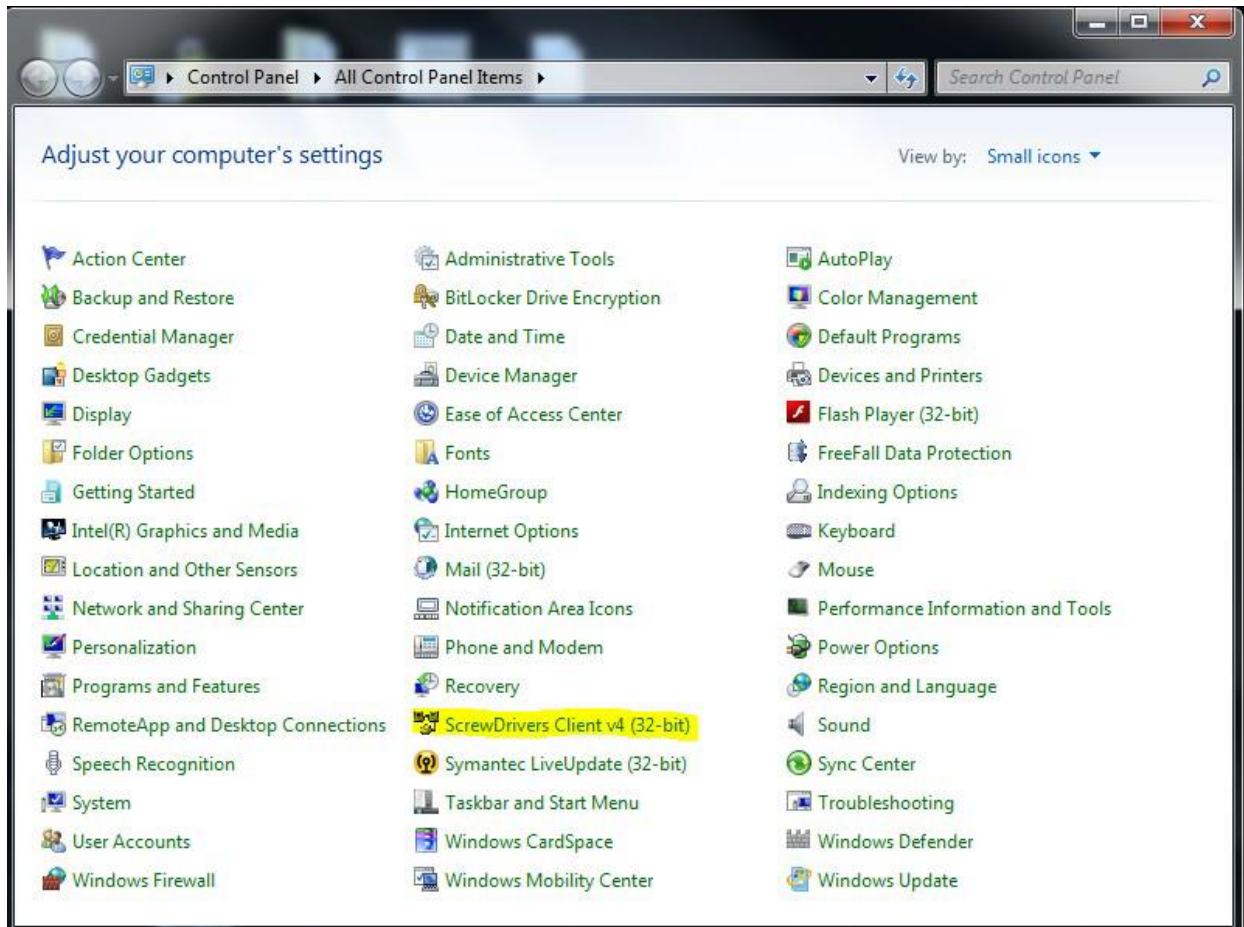 Control Panel All Control Panel Items
Search Control Panel
Adjust your computer's settings
View by: Small icons
Action Center
Administrative Tools
AutoPlay
Backup and Restore
BitLocker Drive Encryption
Color Management
Credential Manager
Date and Time
Default Programs
Desktop Gadgets
Device Manager
Devices and Printers
Display
Ease of Access Center
Flash Player (32-bit)
Folder Options
Fonts
FreeFall Data Protection
Getting Started
HomeGroup
Indexing Options
Intel(R) Graphics and Media
Internet Options
Keyboard
Location and Other Sensors
Mail (32-bit)
Mouse
Network and Sharing Center
Notification Area Icons
Performance Information and Tools
Personalization
Phone and Modem
Power Options
Programs and Features
Recovery
Region and Language
RemoteApp and Desktop Connections
ScrewDrivers Client v4 (32-bit)
Sound
Speech Recognition
Symantec LiveUpdate (32-bit)
Sync Center
System
Taskbar and Start Menu
Troubleshooting
User Accounts
Windows CardSpace
Windows Defender
Windows Firewall
Windows Mobility Center
Windows Update